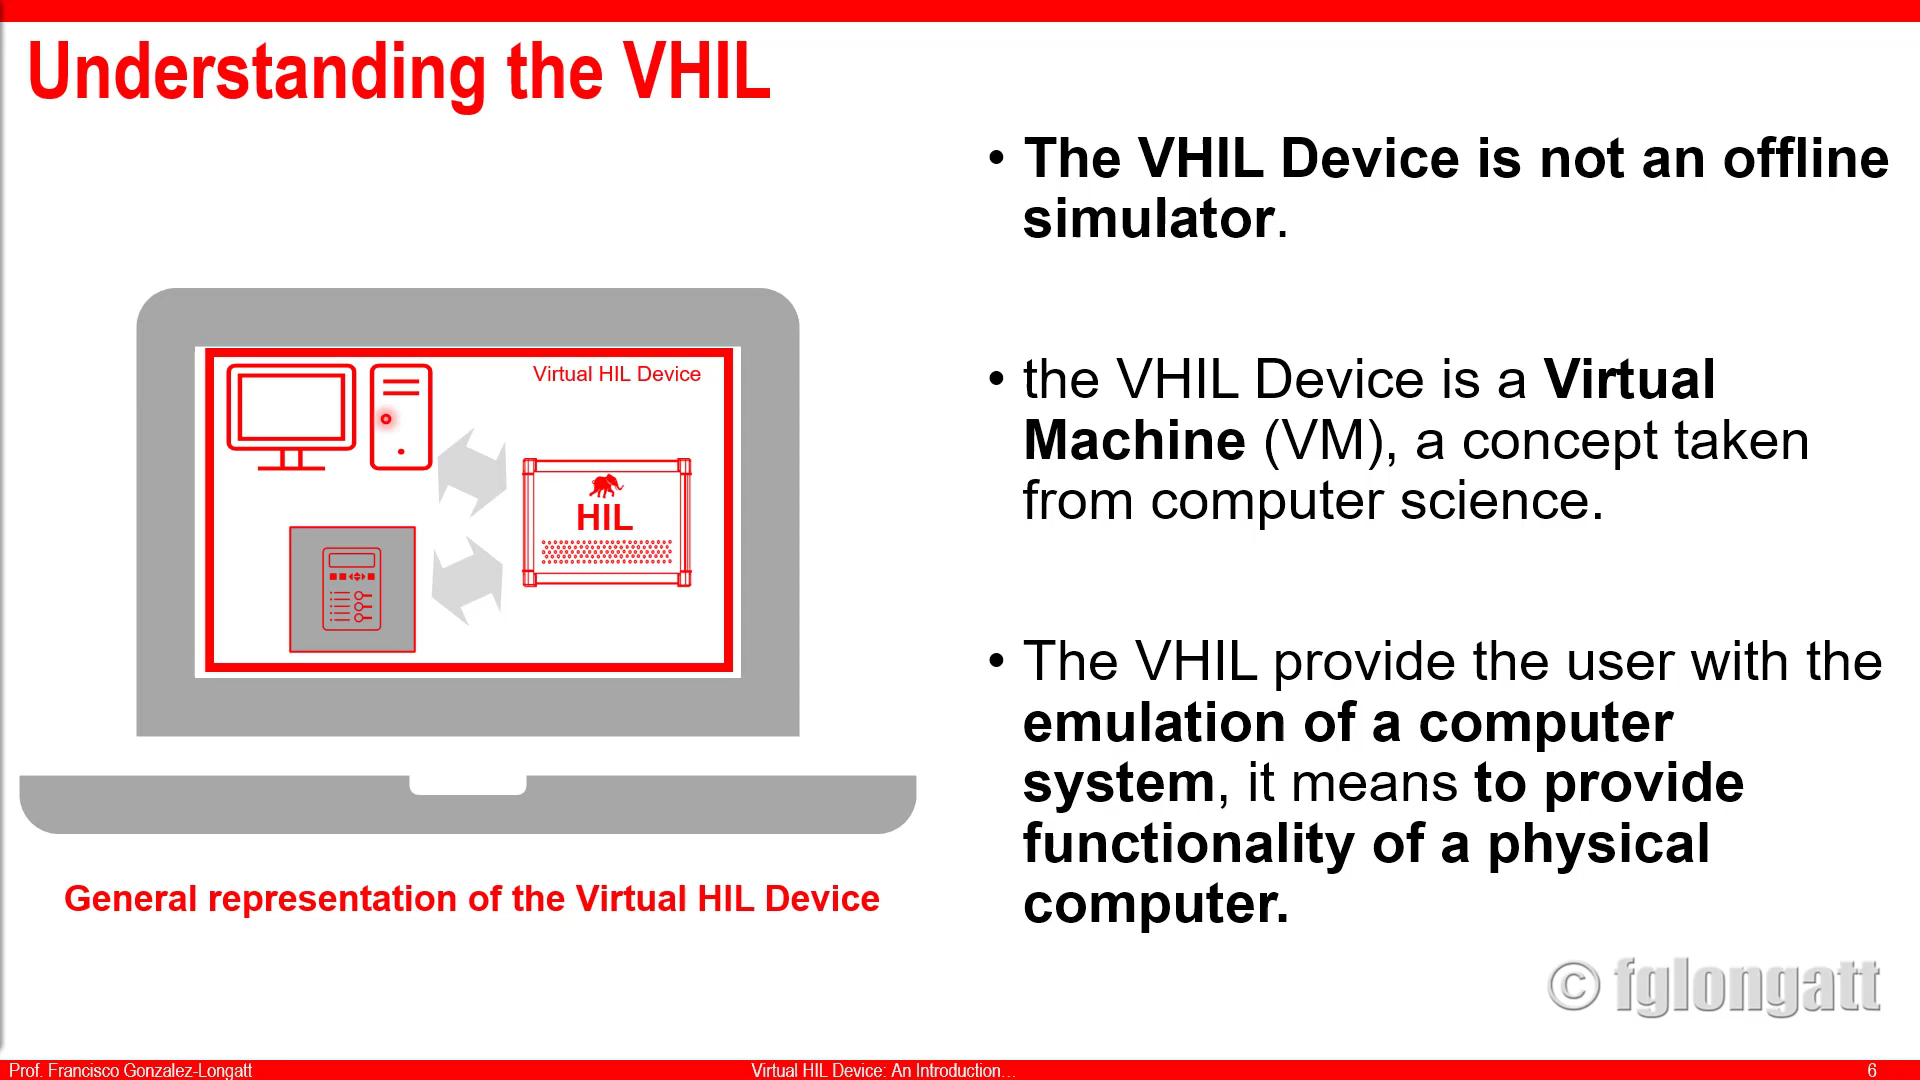 Understanding the VHIL
• The VHIL Device is not an offline
simulator.
• the VHIL Device is a Virtual
Machine (VM), a concept taken
from computer science.
• The VHIL provide the user with the
emulation of a computer
system, it means to provide
functionality of a physical
computer.
Virtual HIL Device
HIL
General representation of the Virtual HIL Device
© fglongatt
Prof. Francisco Gonzalez-Longatt
Virtual HIL Device: An Introduction...
6